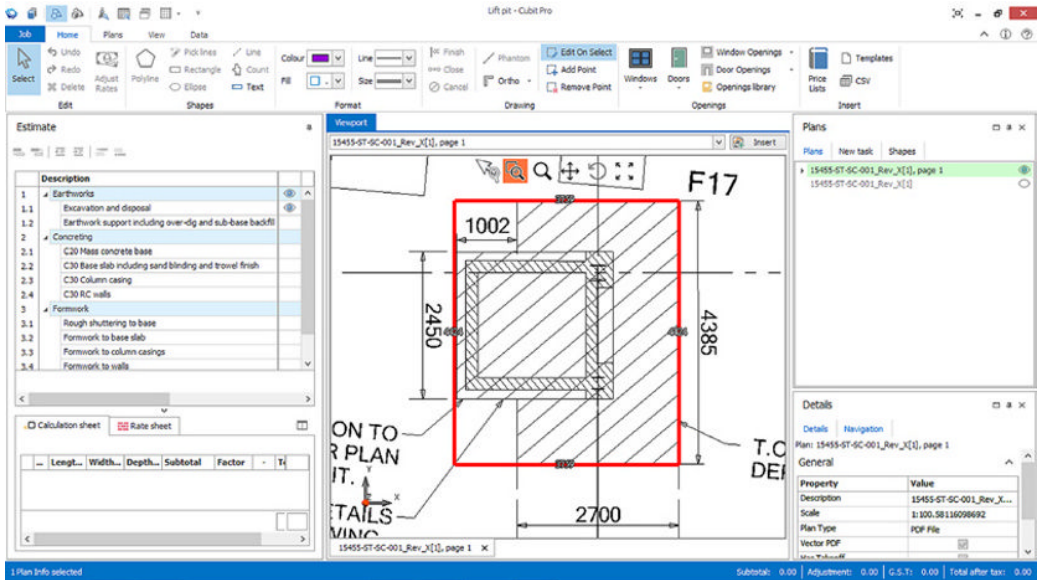 Lift pit - Cubit Pro
Job Home Plans View Data
Select
Undo
Redo
Delete
Adjust Rates
Edit
Polyline
Pick lines
Rectangle
Ellipse
Line
Count
Text
Shapes
Colour
Fill
Line
Size
Format
Finish
Close
Cancel
Phantom
Ortho
Edit On Select
Add Point
Remove Point
Drawing
Windows
Doors
Window Openings
Door Openings
Openings library
Openings
Price Lists
Templates
CSV
Insert
Estimate
Description
1 Earthworks
1.1 Excavation and disposal
1.2 Earthwork support including over-dig and sub-base backfil
2 Concreting
2.1 C20 Mass concrete base
2.2 C30 Base slab including sand blinding and trowel finish
2.3 C30 Column casing
2.4 C30 RC walls
3 Formwork
3.1 Rough shuttering to base
3.2 Formwork to base slab
3.3 Formwork to column casings
3.4 Formwork to walls
Calculation sheet Rate sheet
... Lengt... Width... Depth... Subtotal Factor - T
Viewport
15455-ST-SC-001_Rev_X[1], page 1 Insert
F17
1002
2450
4385
ON TO
R PLAN
IT.
Y
X
TAILS
WING
T.O
DEF
2700
15455-ST-SC-001_Rev_X[1], page 1 X
Plans
Plans New task Shapes
15455-ST-SC-001_Rev_X[1], page 1
15455-ST-SC-001_Rev_X[1]
Details
Details Navigation
Plan: 15455-ST-SC-001_Rev_X[1], page 1
General
Property Value
Description 15455-ST-SC-001_Rev_X...
Scale 1:100.58116098692
Plan Type PDF File
Vector PDF
Has Takeoff
1 Plan Info selected
Subtotal: 0.00 Adjustment: 0.00 G.S.T: 0.00 Total after tax: 0.00